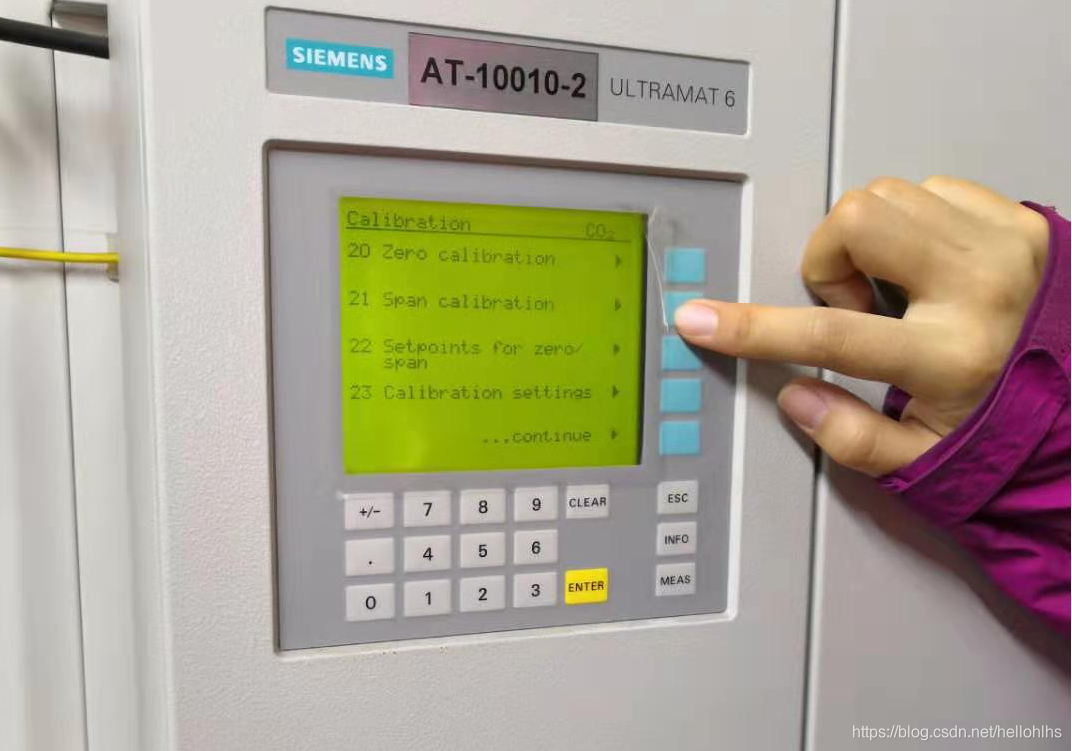 SIEMENS
AT-10010-2
ULTRAMAT 6
Calibration CO₂
20 Zero calibration
21 Span calibration
22 Setpoints for zero/
span
23 Calibration settings
...continue
+/- 7 8 9 CLEAR ESC
. 4 5 6 INFO
0 1 2 3 ENTER MEAS
https://blog.csdn.net/hellohlhs